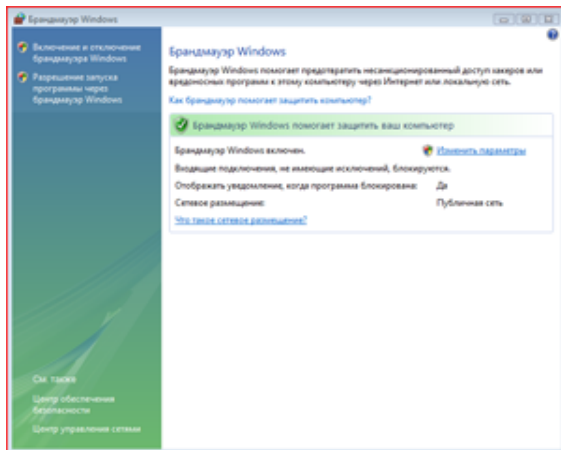 Брандмауэр Windows
Включение и отключение
брандмауэра Windows
Разрешение запуска
программы через
брандмауэр Windows
Брандмауэр Windows
Брандмауэр Windows помогает предотвратить несанкционированный доступ хакеров или
вредоносных программ к этому компьютеру через Интернет или локальную сеть.
Как брандмауэр помогает защитить компьютер?
Брандмауэр Windows помогает защитить ваш компьютер
Брандмауэр Windows включен.
Изменить параметры
Входящие подключения, не имеющие исключений, блокируются.
Отображать уведомление, когда программа блокирована: Да
Сетевое размещение: Публичная сеть
Что такое сетевое размещение?
См. также
Центр обеспечения
безопасности
Центр управления сетями